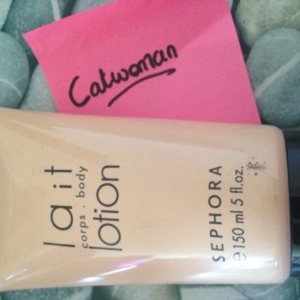 Catwoman
lait
corps . body
lotion
SEPHORA
e 150 ml 5 fl.oz.